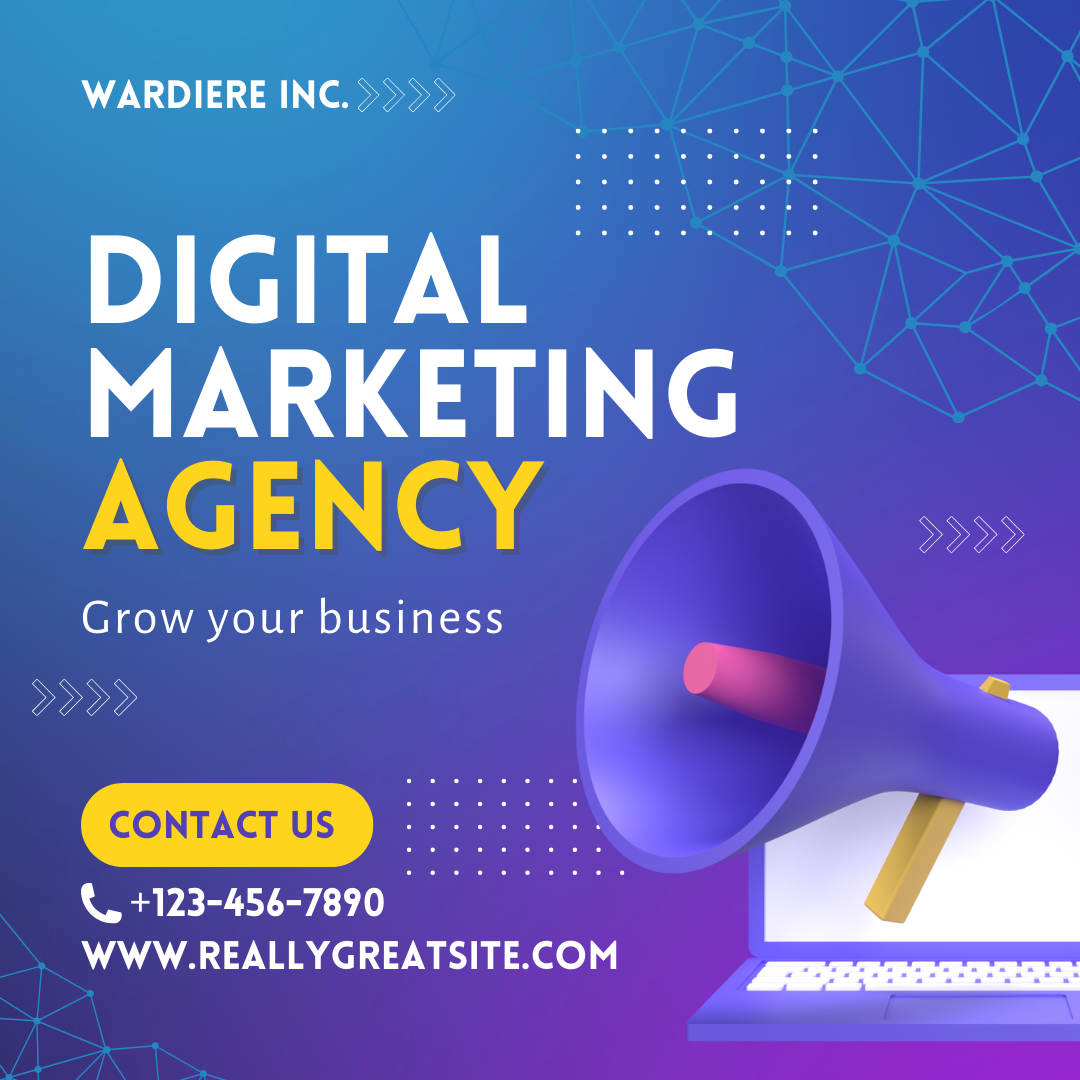 WARDIERE INC.
DIGITAL
MARKETING
AGENCY
Grow your business
CONTACT US
+123-456-7890
WWW.REALLYGREATSITE.COM